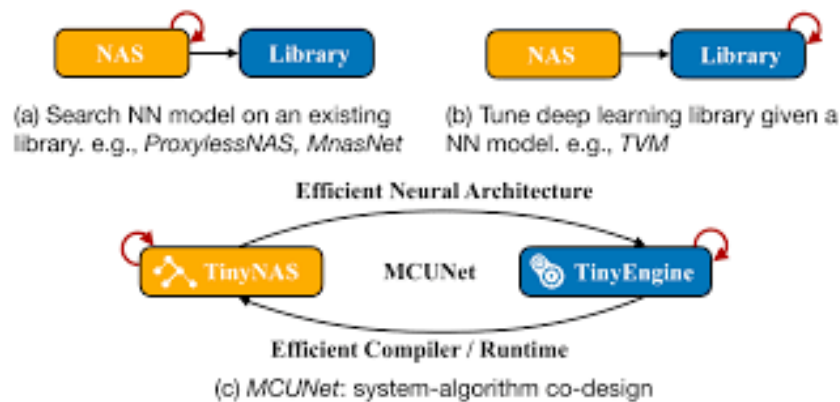 NAS
Library
NAS
Library
(a) Search NN model on an existing
library. e.g., ProxylessNAS, MnasNet
(b) Tune deep learning library given a
NN model. e.g., TVM
Efficient Neural Architecture
TinyNAS
MCUNet
TinyEngine
Efficient Compiler / Runtime
(c) MCUNet: system-algorithm co-design